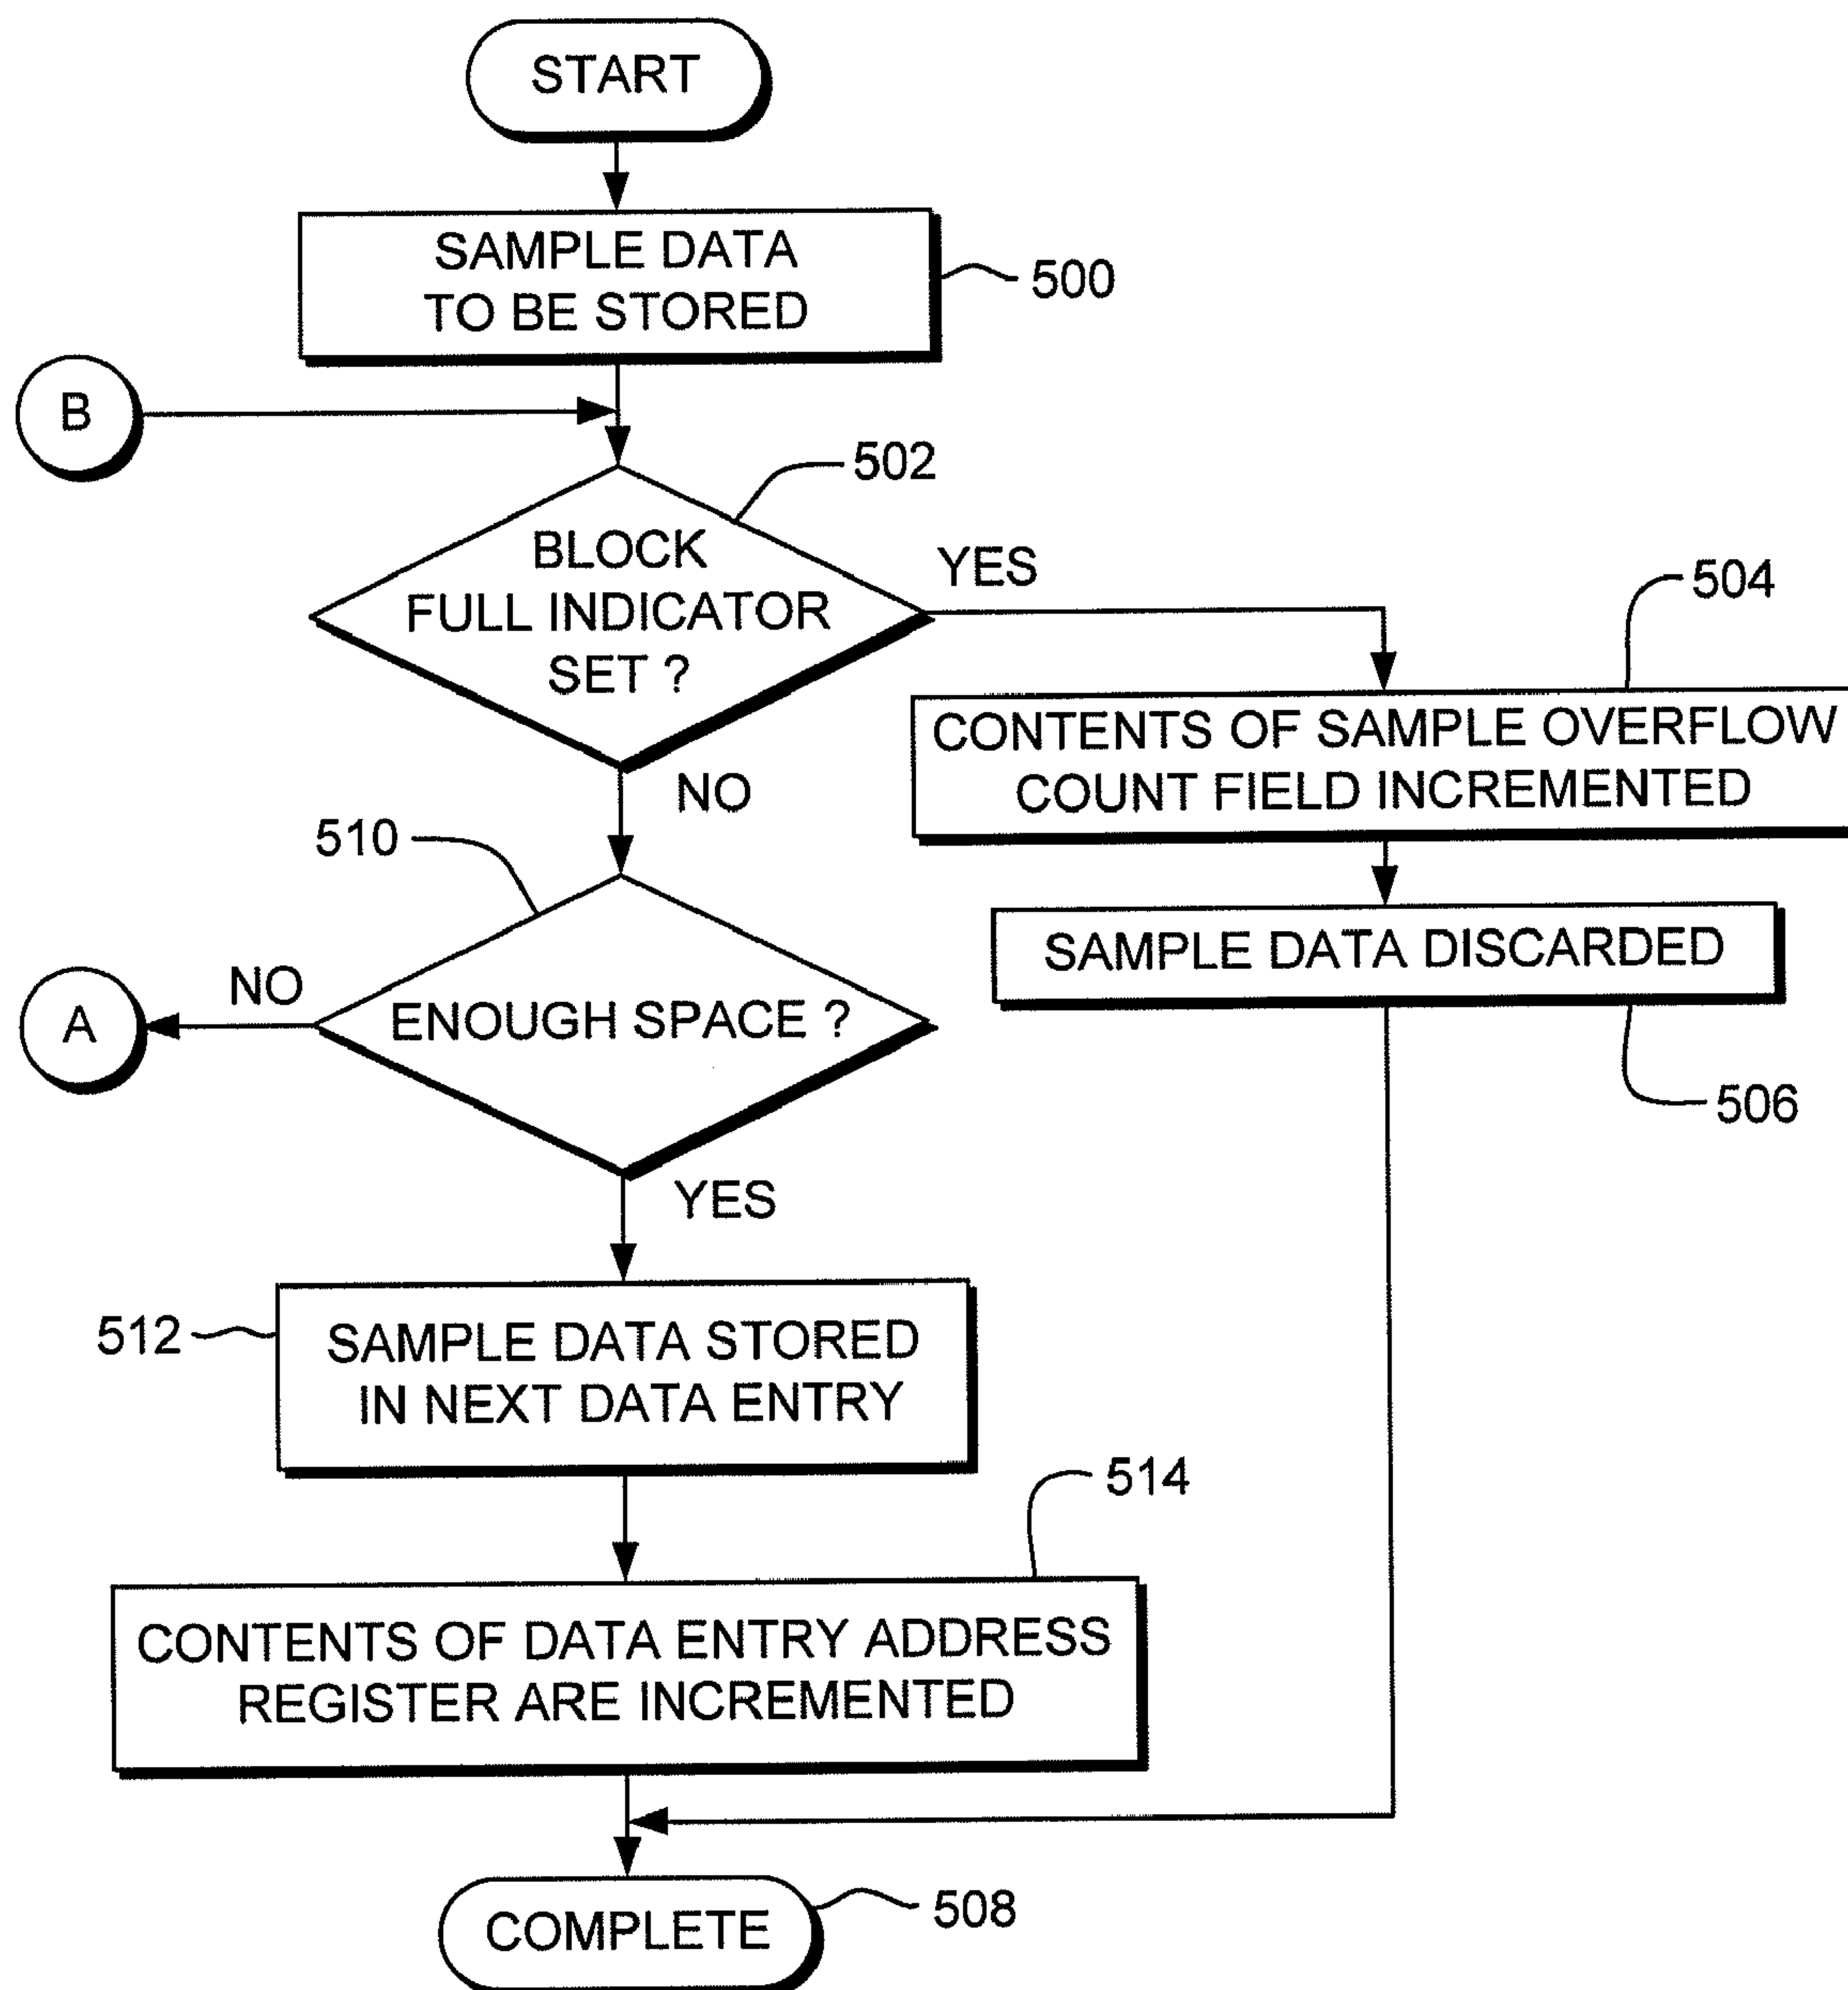 START
SAMPLE DATA
TO BE STORED
500
B
502
BLOCK
FULL INDICATOR
SET ?
YES
504
CONTENTS OF SAMPLE OVERFLOW
COUNT FIELD INCREMENTED
NO
510
SAMPLE DATA DISCARDED
506
NO
A
ENOUGH SPACE ?
YES
512
SAMPLE DATA STORED
IN NEXT DATA ENTRY
514
CONTENTS OF DATA ENTRY ADDRESS
REGISTER ARE INCREMENTED
COMPLETE
508